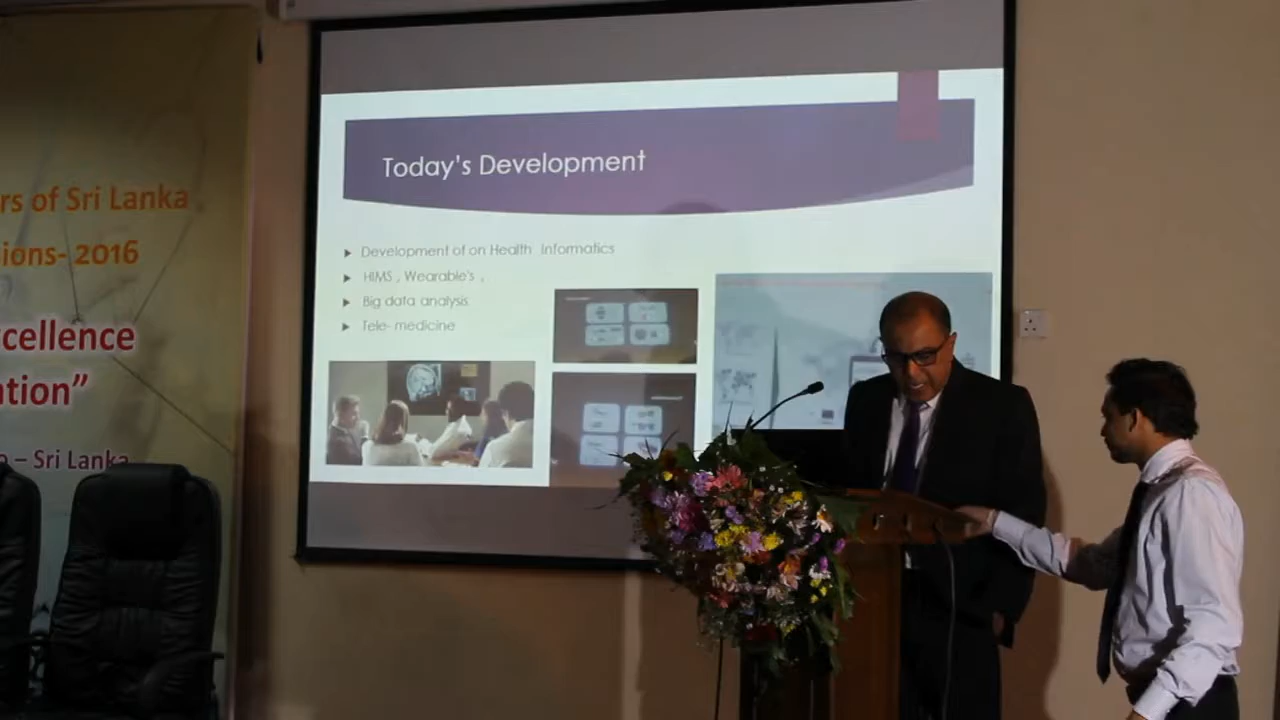 rs of Sri Lanka
ions- 2016
cellence
tion”
– Sri Lanka
Today's Development
Development of on Health Informatics
HIMS , Wearable's ,
Big data analysis
Tele- medicine